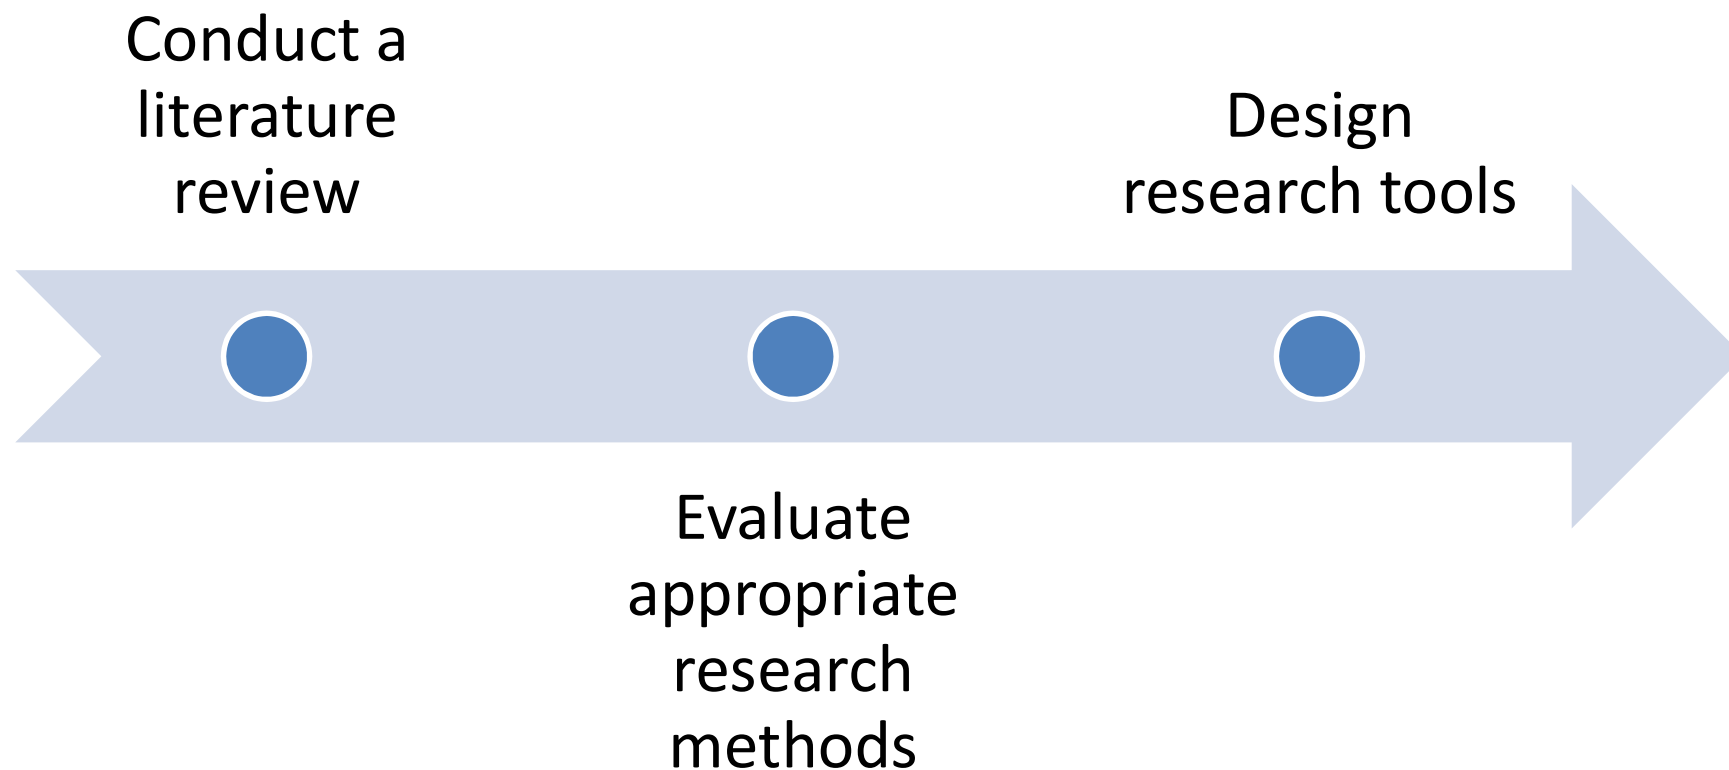 Conduct a
literature
review
Evaluate
appropriate
research
methods
Design
research tools